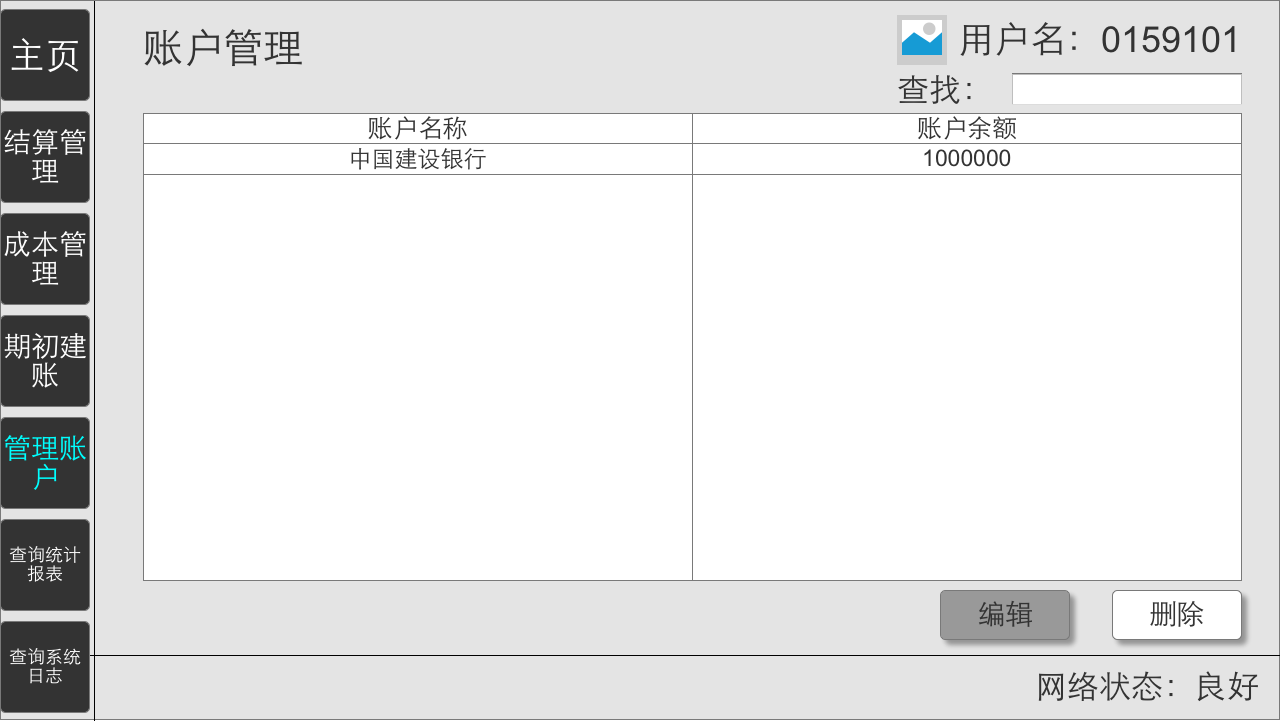 主页
结算管
理
成本管
理
期初建
账
管理账
户
查询统计
报表
查询系统
日志
账户管理
用户名：0159101
查找：
账户名称 账户余额
中国建设银行 1000000
编辑 删除
网络状态：良好